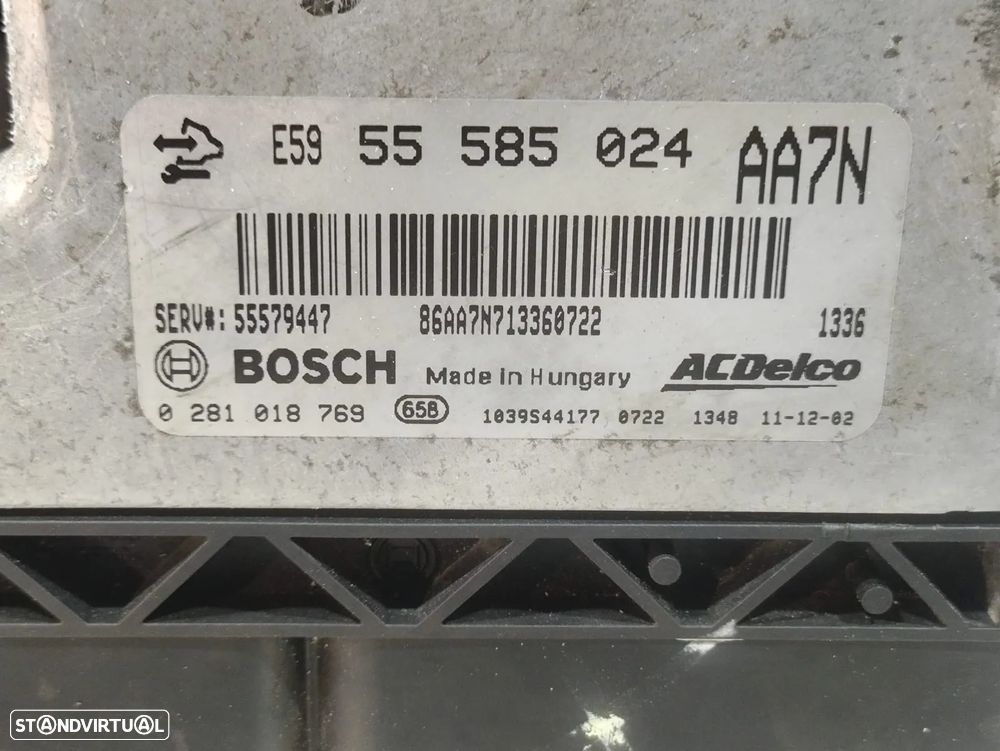 E59 55 585 024 AA7N
SERV#: 55579447 86AA7N713360722 1336
BOSCH Made in Hungary ACDelco
0 281 018 769 65B 1039S44177 0722 1348 11-12-02
STANDVIRTUAL